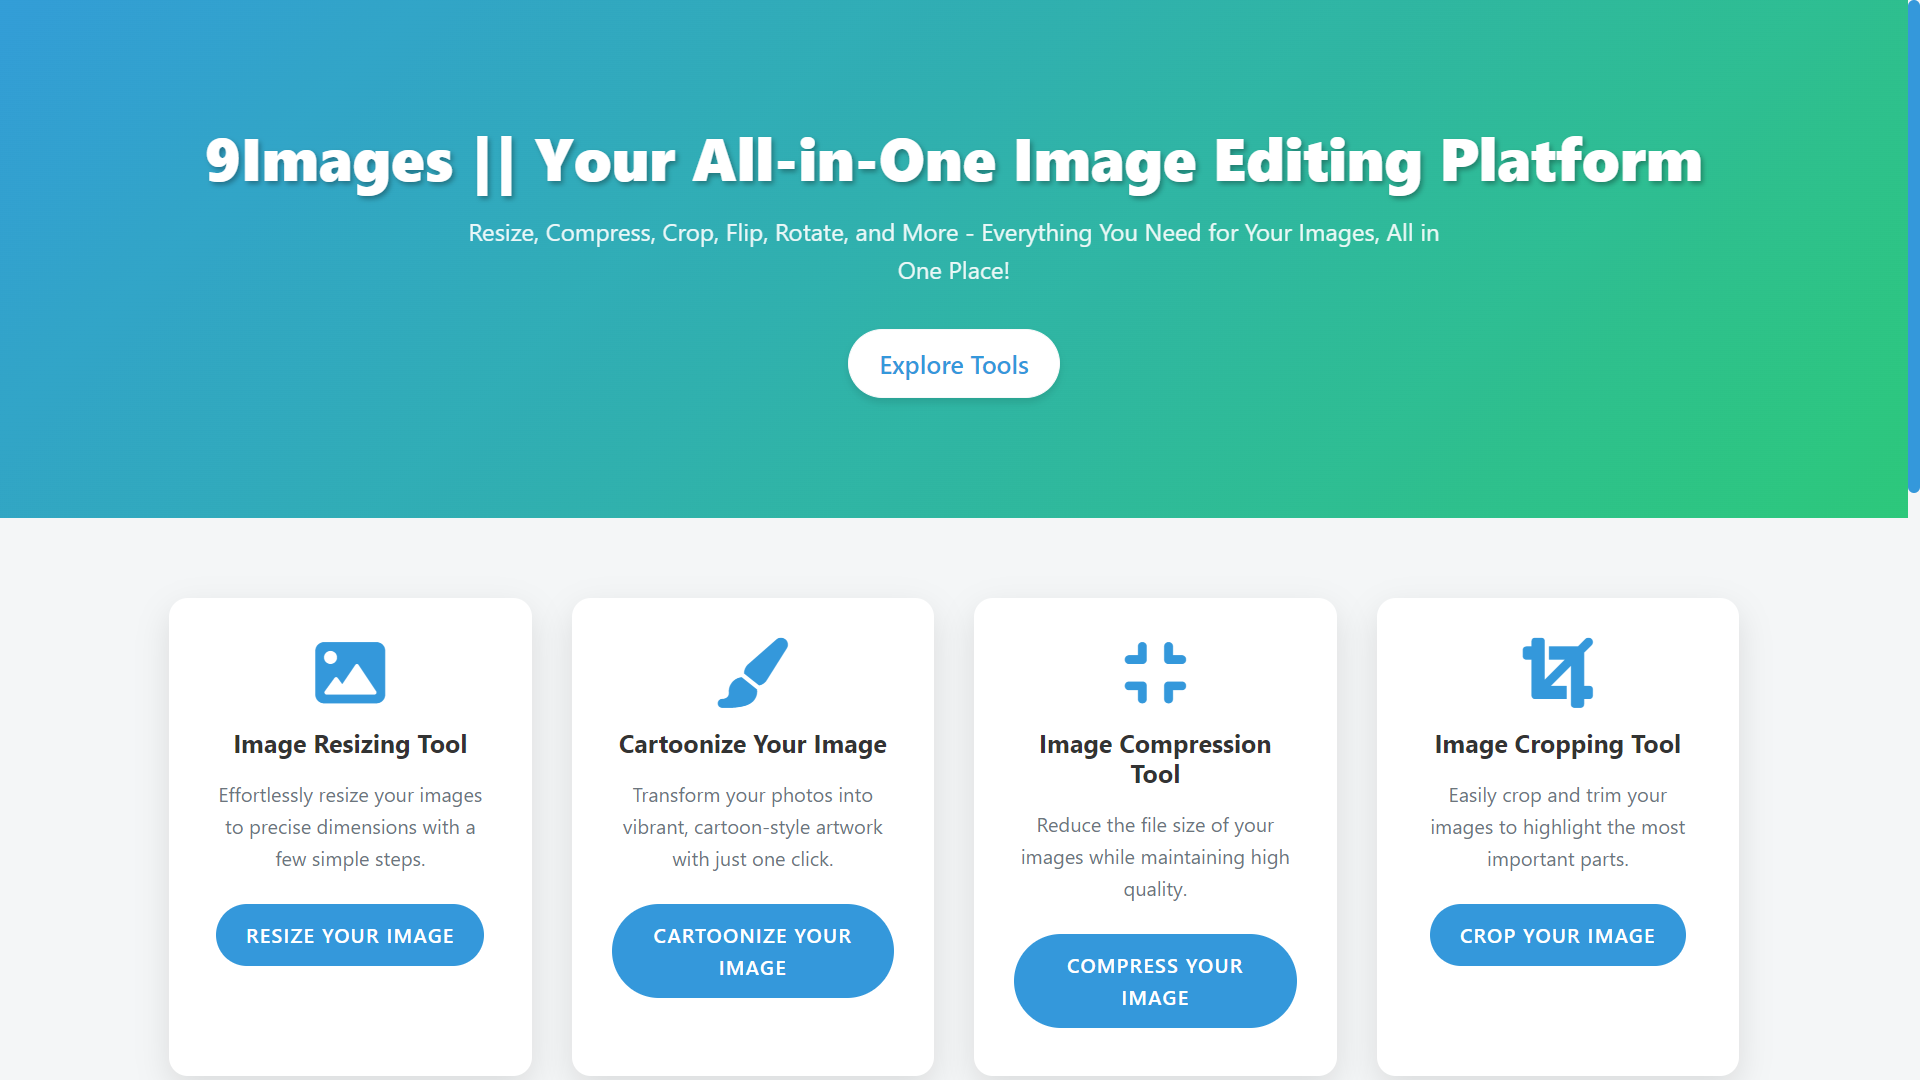 9Images || Your All-in-One Image Editing Platform
Resize, Compress, Crop, Flip, Rotate, and More - Everything You Need for Your Images, All in
One Place!
Explore Tools
Image Resizing Tool
Effortlessly resize your images
to precise dimensions with a
few simple steps.
RESIZE YOUR IMAGE
Cartoonize Your Image
Transform your photos into
vibrant, cartoon-style artwork
with just one click.
CARTOONIZE YOUR
IMAGE
Image Compression
Tool
Reduce the file size of your
images while maintaining high
quality.
COMPRESS YOUR
IMAGE
Image Cropping Tool
Easily crop and trim your
images to highlight the most
important parts.
CROP YOUR IMAGE